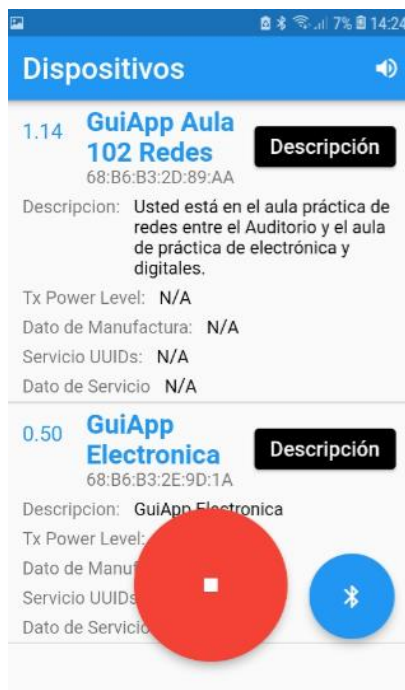 7% 14:24
Dispositivos
1.14 GuiApp Aula
102 Redes
Descripción
68:B6:B3:2D:89:AA
Descripcion: Usted está en el aula práctica de
redes entre el Auditorio y el aula
de práctica de electrónica y
digitales.
Tx Power Level: N/A
Dato de Manufactura: N/A
Servicio UUIDs: N/A
Dato de Servicio N/A
0.50 GuiApp
Electronica
Descripción
68:B6:B3:2E:9D:1A
Descripcion: GuiApp Electronica
Tx Power Level:
Dato de Manuf
Servicio UUIDs
Dato de Servicio